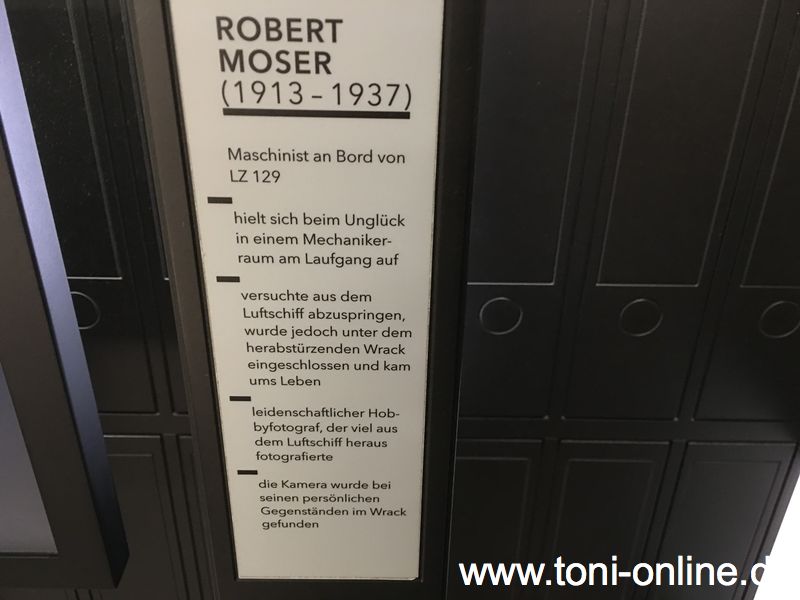 ROBERT
MOSER
(1913 – 1937)
Maschinist an Bord von
LZ 129
hielt sich beim Unglück
in einem Mechaniker-
raum am Laufgang auf
versuchte aus dem
Luftschiff abzuspringen,
wurde jedoch unter dem
herabstürzenden Wrack
eingeschlossen und kam
ums Leben
leidenschaftlicher Hob-
byfotograf, der viel aus
dem Luftschiff heraus
fotografierte
die Kamera wurde bei
seinen persönlichen
Gegenständen im Wrack
gefunden
www.toni-online.d